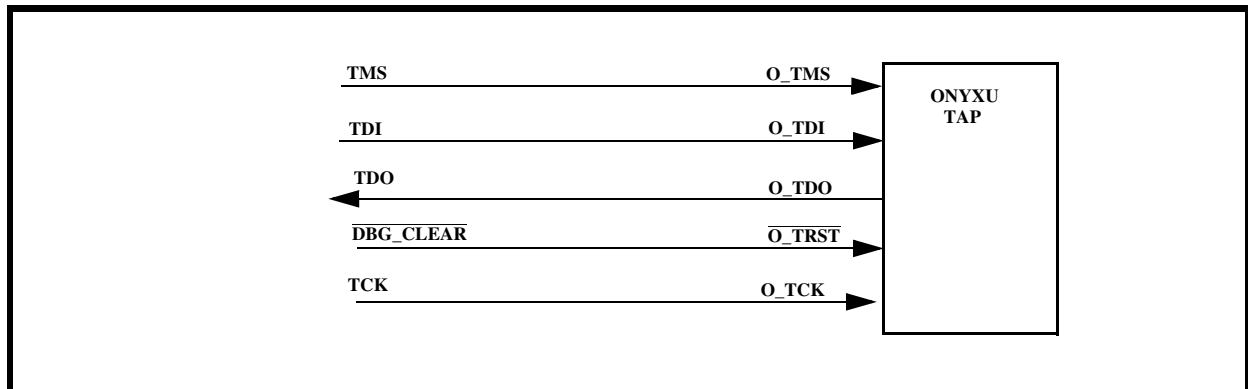 TMS O_TMS
ONYXU
TAP
TDI O_TDI
TDO O_TDO
DBG_CLEAR O_TRST
TCK O_TCK